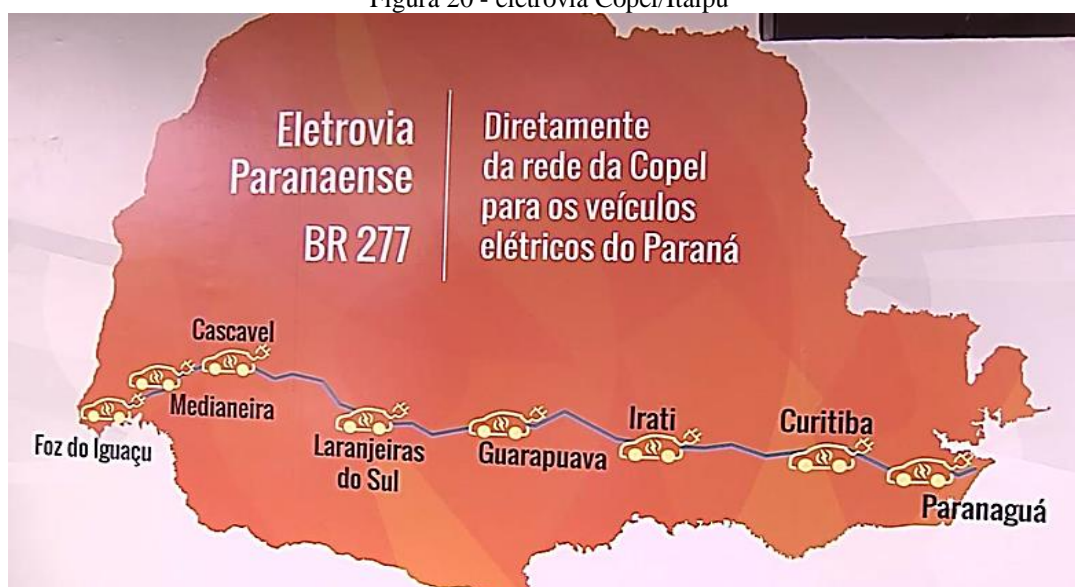 Figura 20 - eletrovia Copel/Itaipu
Eletrovia
Paranaense
BR 277
Diretamente
da rede da Copel
para os veículos
elétricos do Paraná
Cascavel
Medianeira
Foz do Iguaçu
Laranjeiras
do Sul
Guarapuava
Irati
Curitiba
Paranaguá